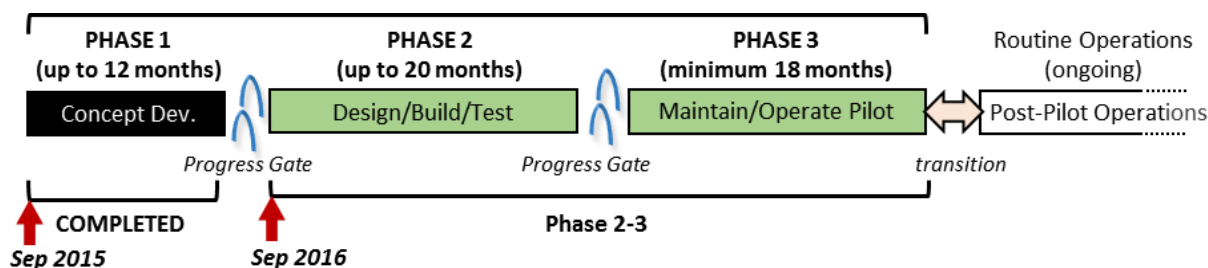 PHASE 1
(up to 12 months)
PHASE 2
(up to 20 months)
PHASE 3
(minimum 18 months)
Routine Operations
(ongoing)
Concept Dev.
Design/Build/Test
Maintain/Operate Pilot
Post-Pilot Operations
Progress Gate
Progress Gate
transition
COMPLETED
Phase 2-3
Sep 2015
Sep 2016